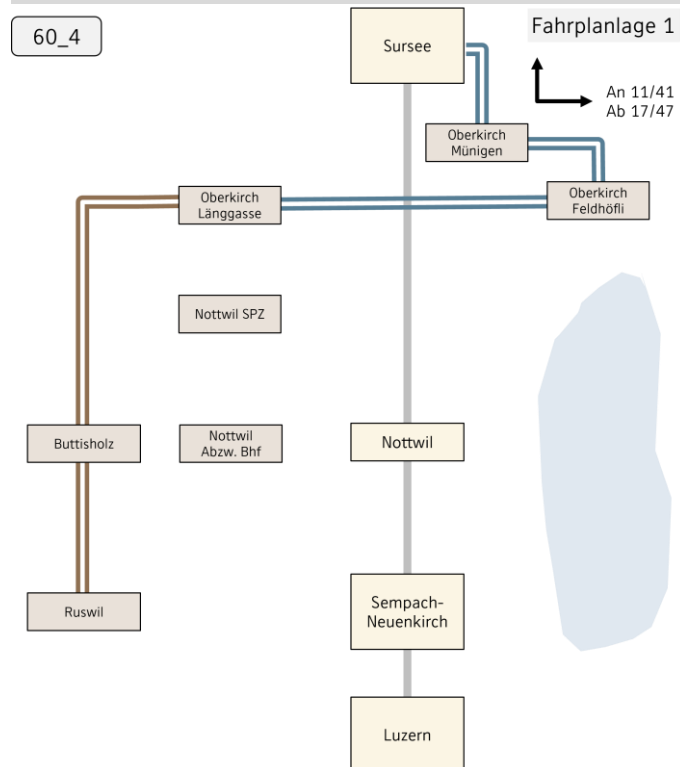 60_4
Sursee
Fahrplanlage 1
An 11/41
Ab 17/47
Oberkirch
Münigen
Oberkirch
Länggasse
Oberkirch
Feldhöfli
Nottwil SPZ
Buttisholz
Nottwil
Abzw. Bhf
Nottwil
Ruswil
Sempach-
Neuenkirch
Luzern